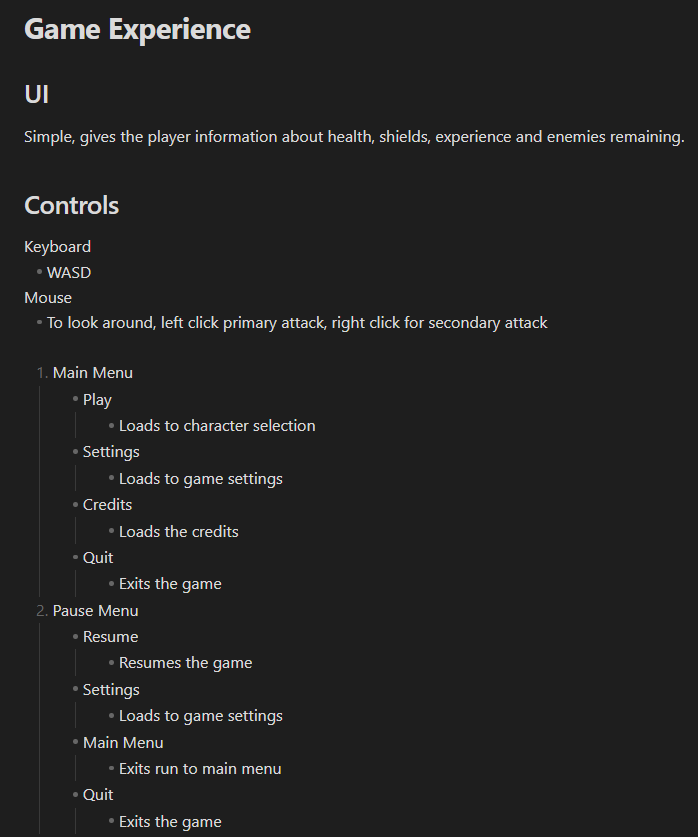 Game Experience
UI
Simple, gives the player information about health, shields, experience and enemies remaining.
Controls
Keyboard
• WASD
Mouse
• To look around, left click primary attack, right click for secondary attack
1. Main Menu
• Play
• Loads to character selection
• Settings
• Loads to game settings
• Credits
• Loads the credits
• Quit
• Exits the game
2. Pause Menu
• Resume
• Resumes the game
• Settings
• Loads to game settings
• Main Menu
• Exits run to main menu
• Quit
• Exits the game